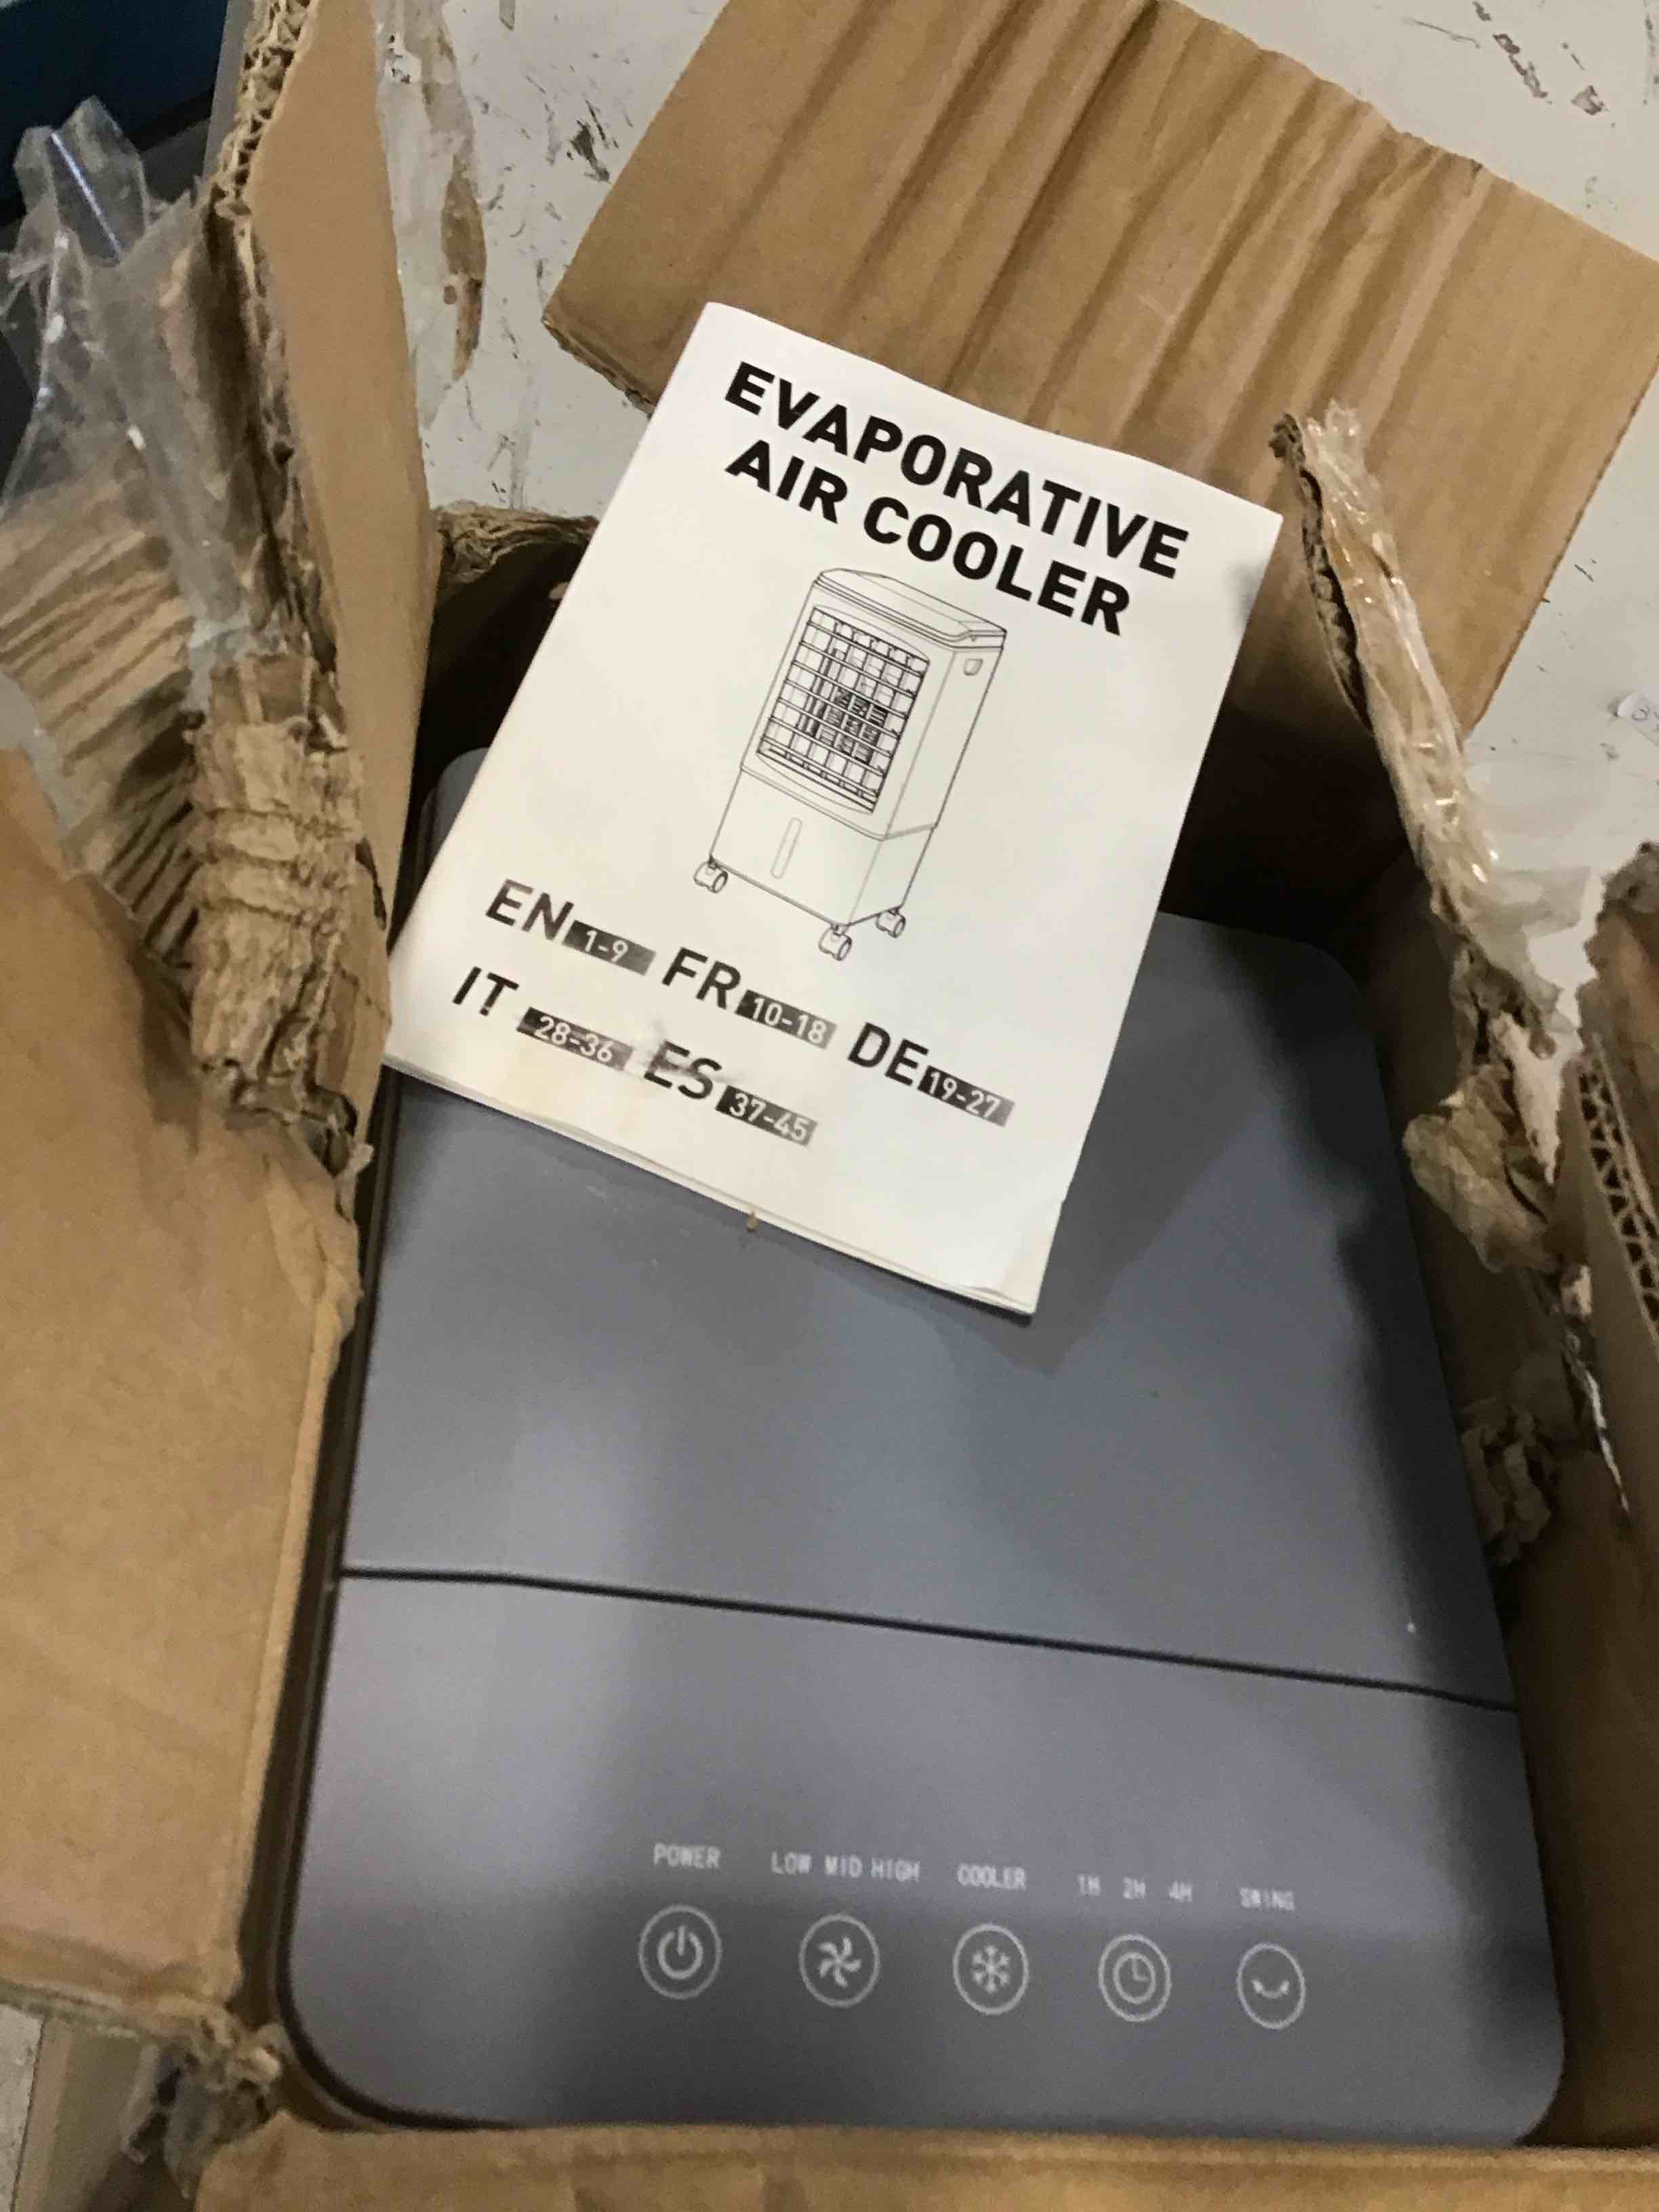 EVAPORATIVE
AIR COOLER
EN 1-9 FR 10-18 DE 19-27
IT 28-36 ES 37-45
POWER LOW MID HIGH COOLER 1H 2H 4H SWING